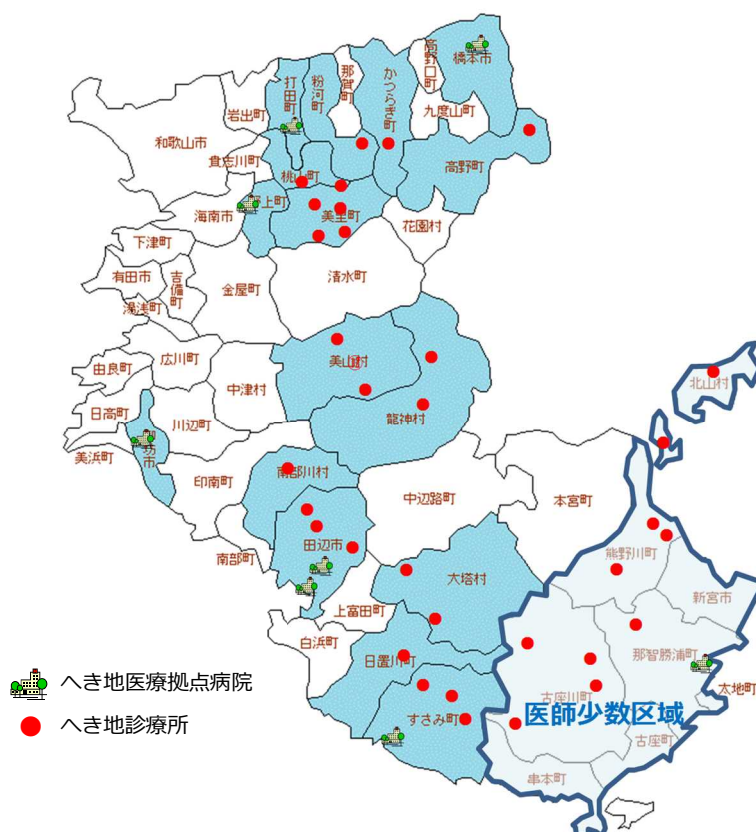 橋本市
高野口町
那賀町
かつらぎ町
粉河町
打田町
岩出町
九度山町
和歌山市
貴志川町
高野町
桃山町
野上町
海南市
美里町
花園村
下津町
有田市
吉備町
金屋町
清水町
湯浅町
広川町
美山村
由良町
中津村
北山村
日高町
川辺町
龍神村
美浜町
御坊市
印南町
南部川村
中辺路町
本宮町
南部町
田辺市
熊野川町
大塔村
新宮市
上富田町
白浜町
那智勝浦町
日置川町
太地町
古座川町
すさみ町
医師少数区域
古座町
串本町
へき地医療拠点病院
へき地診療所